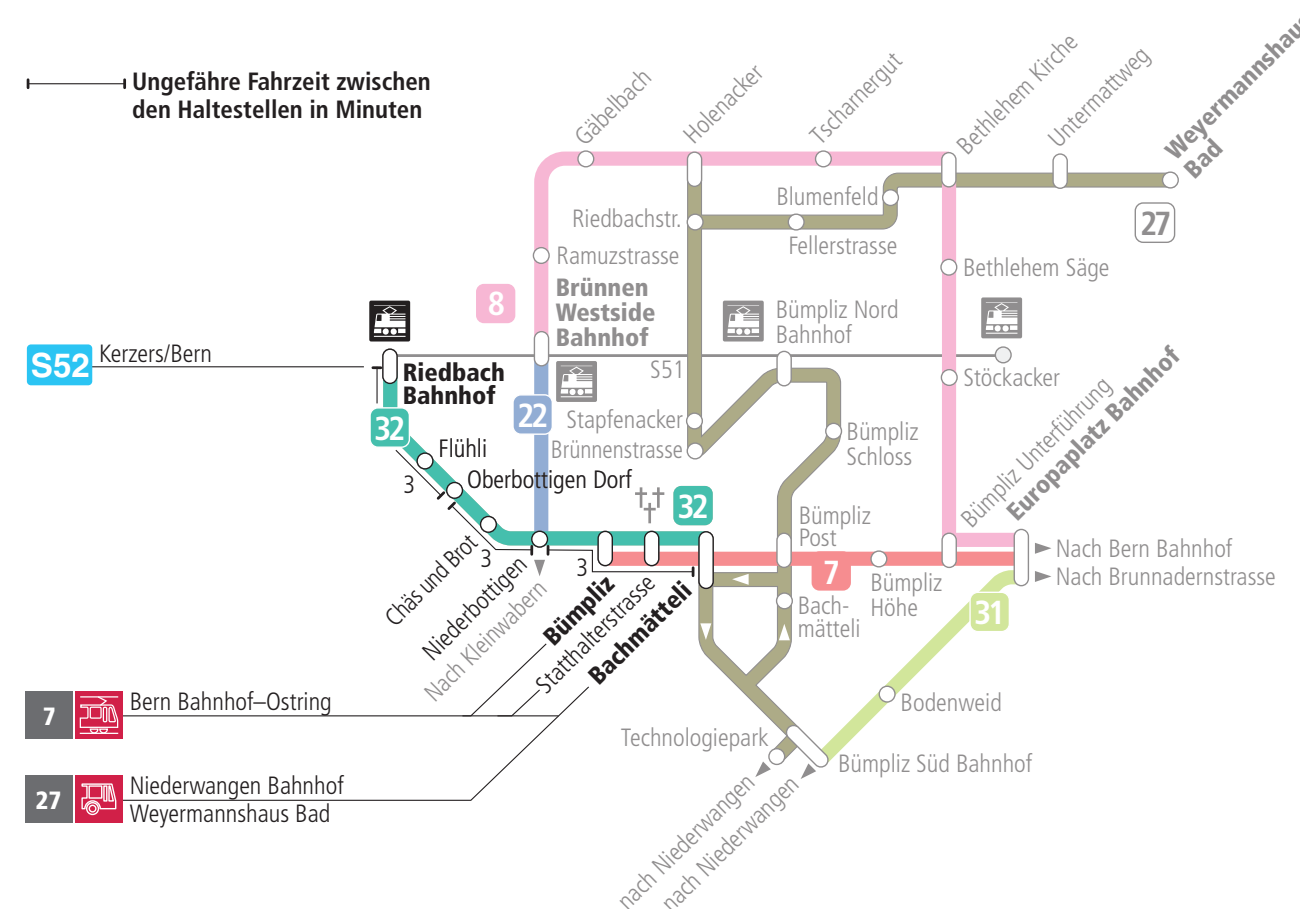 Ungefähre Fahrzeit zwischen
den Haltestellen in Minuten
Gäbelbach
Holenacker
Tscharnergut
Bethlehem Kirche
Untermattweg
Weyermannshaus
Bad
27
Blumenfeld
Riedbachstr.
Fellerstrasse
Ramuzstrasse
Bethlehem Säge
8
Brünnen
Westside
Bahnhof
Bümpliz Nord
Bahnhof
S52
Kerzers/Bern
Riedbach
Bahnhof
S51
Stöckacker
32
22
Stapfenacker
Brünnenstrasse
Bümpliz
Schloss
Bümpliz Unterführung
Europaplatz Bahnhof
Flühli
3
Oberbottigen Dorf
32
Bümpliz
Post
Chäs und Brot
3
Niederbottigen
3
Nach Kleinwabern
Bümpliz
Statthalterstrasse
Bachmätteli
7
Bümpliz
Höhe
Nach Bern Bahnhof
Nach Brunnadernstrasse
31
Bach-
mätteli
7
Bern Bahnhof–Ostring
Bodenweid
Technologiepark
Bümpliz Süd Bahnhof
27
Niederwangen Bahnhof
Weyermannshaus Bad
nach Niederwangen
nach Niederwangen